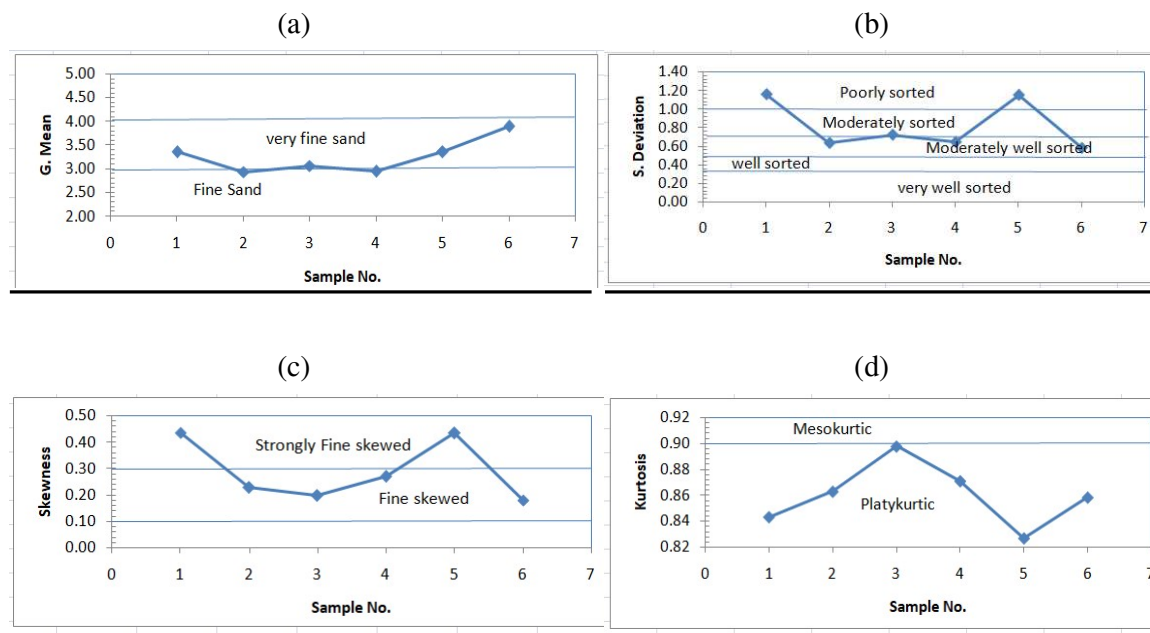 (a)
5.00
4.50
4.00
3.50
3.00
2.50
2.00
G. Mean
very fine sand
Fine Sand
0 1 2 3 4 5 6 7
Sample No.
(b)
1.40
1.20
1.00
0.80
0.60
0.40
0.20
0.00
S. Deviation
Poorly sorted
Moderately sorted
Moderately well sorted
well sorted
very well sorted
0 1 2 3 4 5 6 7
Sample No.
(c)
0.50
0.40
0.30
0.20
0.10
0.00
Skewness
Strongly Fine skewed
Fine skewed
0 1 2 3 4 5 6 7
Sample No.
(d)
0.92
0.90
0.88
0.86
0.84
0.82
Kurtosis
Mesokurtic
Platykurtic
0 1 2 3 4 5 6 7
Sample No.